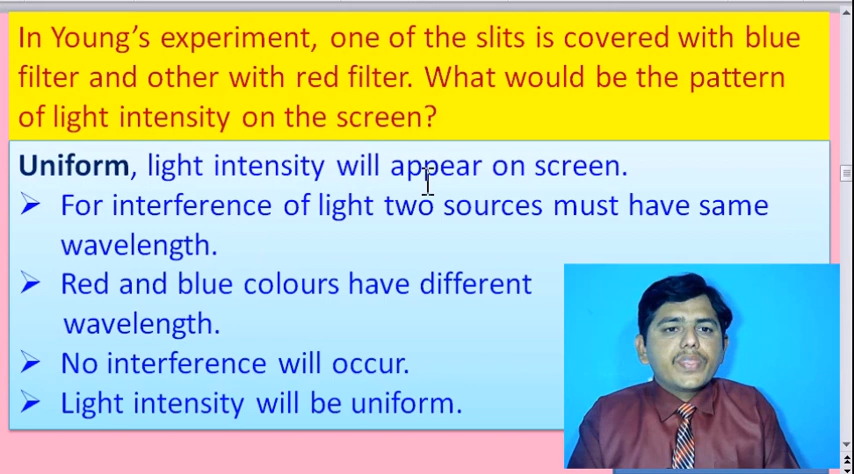 In Young's experiment, one of the slits is covered with blue
filter and other with red filter. What would be the pattern
of light intensity on the screen?
Uniform, light intensity will appear on screen.
➢ For interference of light two sources must have same
wavelength.
➢ Red and blue colours have different
wavelength.
➢ No interference will occur.
➢ Light intensity will be uniform.